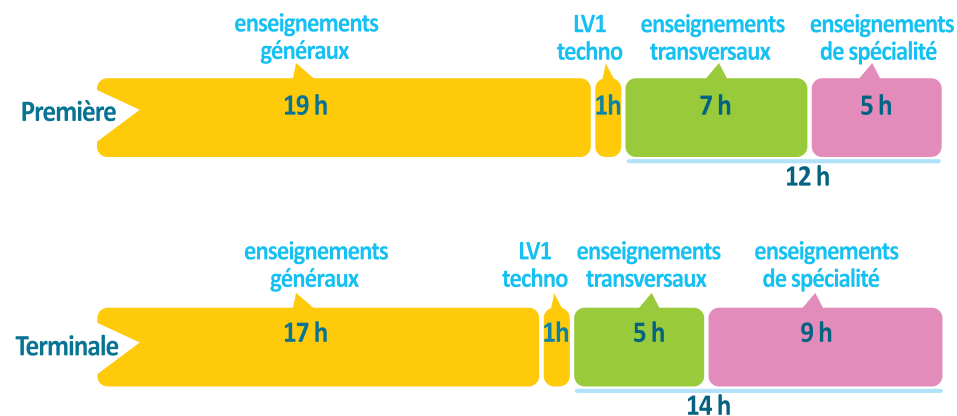 enseignements
généraux
LV1
techno
enseignements
transversaux
enseignements
de spécialité
Première
19 h
1h
7 h
5 h
12 h
enseignements
généraux
LV1
techno
enseignements
transversaux
enseignements
de spécialité
Terminale
17 h
1h
5 h
9 h
14 h